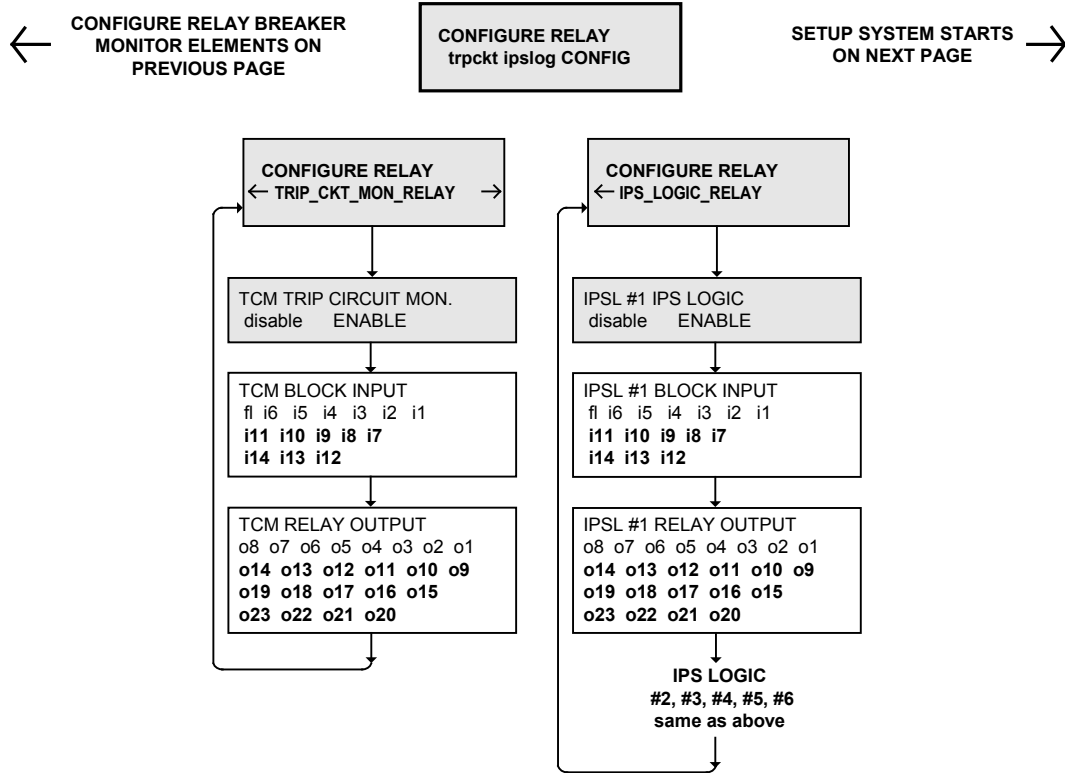 CONFIGURE RELAY BREAKER
MONITOR ELEMENTS ON
PREVIOUS PAGE
CONFIGURE RELAY
trpckt ipslog CONFIG
SETUP SYSTEM STARTS
ON NEXT PAGE
CONFIGURE RELAY
TRIP_CKT_MON_RELAY
TCM TRIP CIRCUIT MON.
disable ENABLE
TCM BLOCK INPUT
fl i6 i5 i4 i3 i2 i1
i11 i10 i9 i8 i7
i14 i13 i12
TCM RELAY OUTPUT
o8 o7 o6 o5 o4 o3 o2 o1
o14 o13 o12 o11 o10 o9
o19 o18 o17 o16 o15
o23 o22 o21 o20
CONFIGURE RELAY
IPS_LOGIC_RELAY
IPSL #1 IPS LOGIC
disable ENABLE
IPSL #1 BLOCK INPUT
fl i6 i5 i4 i3 i2 i1
i11 i10 i9 i8 i7
i14 i13 i12
IPSL #1 RELAY OUTPUT
o8 o7 o6 o5 o4 o3 o2 o1
o14 o13 o12 o11 o10 o9
o19 o18 o17 o16 o15
o23 o22 o21 o20
IPS LOGIC
#2, #3, #4, #5, #6
same as above